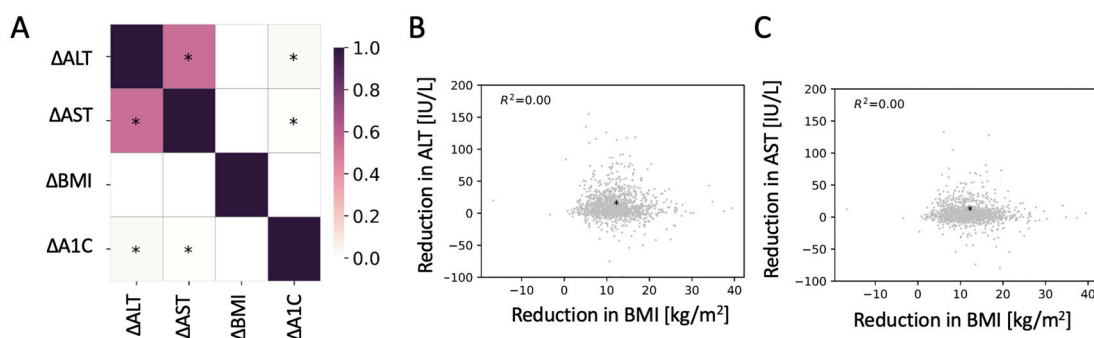 A
ΔALT
ΔAST
ΔBMI
ΔA1C
*
*
*
*
*
*
ΔALT
ΔAST
ΔBMI
ΔA1C
1.0
0.8
0.6
0.4
0.2
0.0
B
Reduction in ALT [IU/L]
200
150
100
50
0
−50
−100
R²=0.00
*
−10 0 10 20 30 40
Reduction in BMI [kg/m²]
C
Reduction in AST [IU/L]
200
150
100
50
0
−50
−100
R²=0.00
*
−10 0 10 20 30 40
Reduction in BMI [kg/m²]